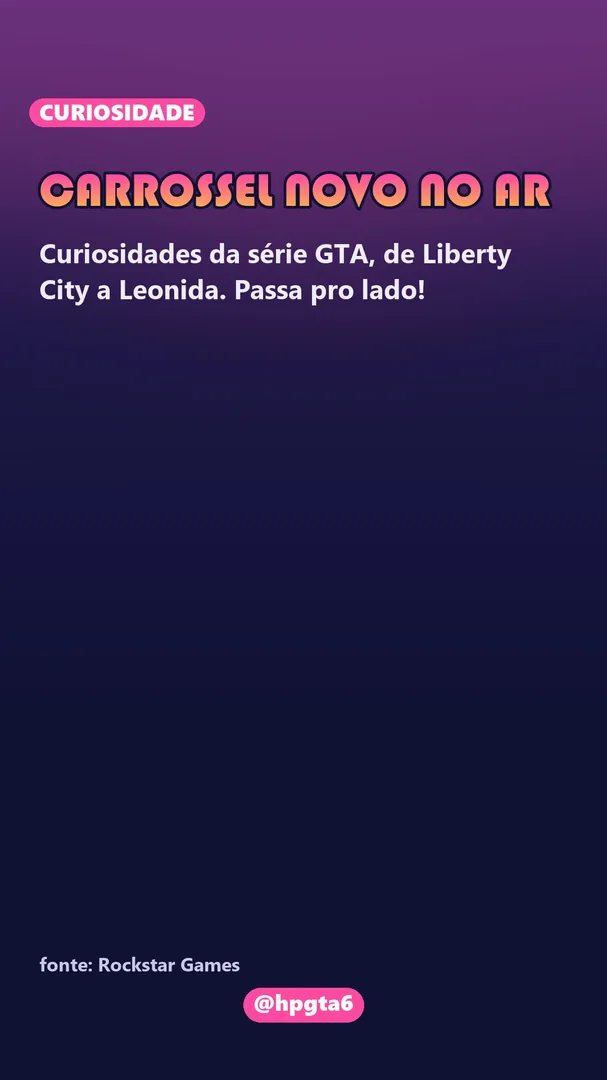 CURIOSIDADE
CARROSSEL NOVO NO AR
Curiosidades da série GTA, de Liberty
City a Leonida. Passa pro lado!
fonte: Rockstar Games
@hpgta6